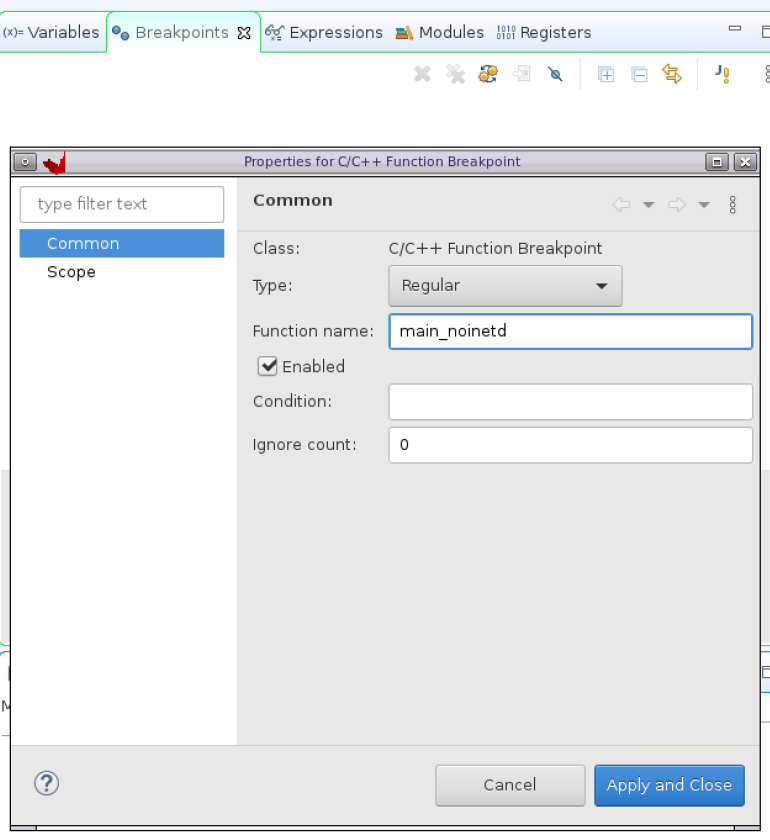 (x)= Variables Breakpoints Expressions Modules 1010 0101 Registers
Properties for C/C++ Function Breakpoint
type filter text
Common
Scope
Common
Class: C/C++ Function Breakpoint
Type: Regular
Function name: main_noinetd
Enabled
Condition:
Ignore count: 0
Cancel Apply and Close